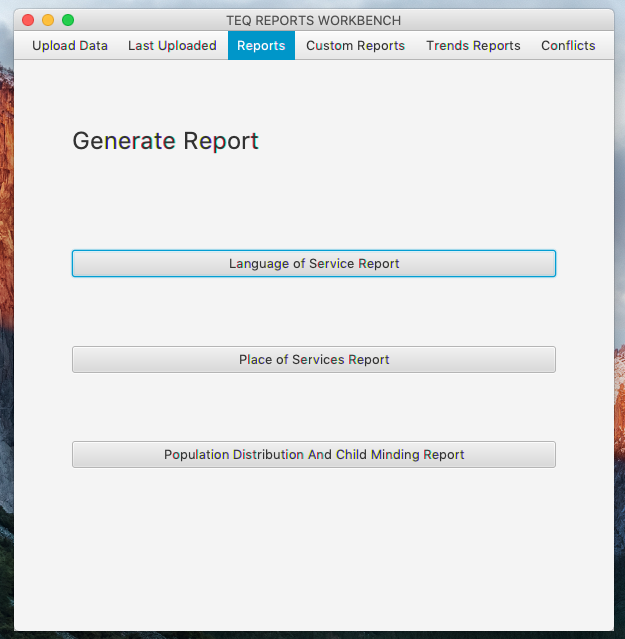 TEQ REPORTS WORKBENCH
Upload Data Last Uploaded Reports Custom Reports Trends Reports Conflicts
Generate Report
Language of Service Report
Place of Services Report
Population Distribution And Child Minding Report